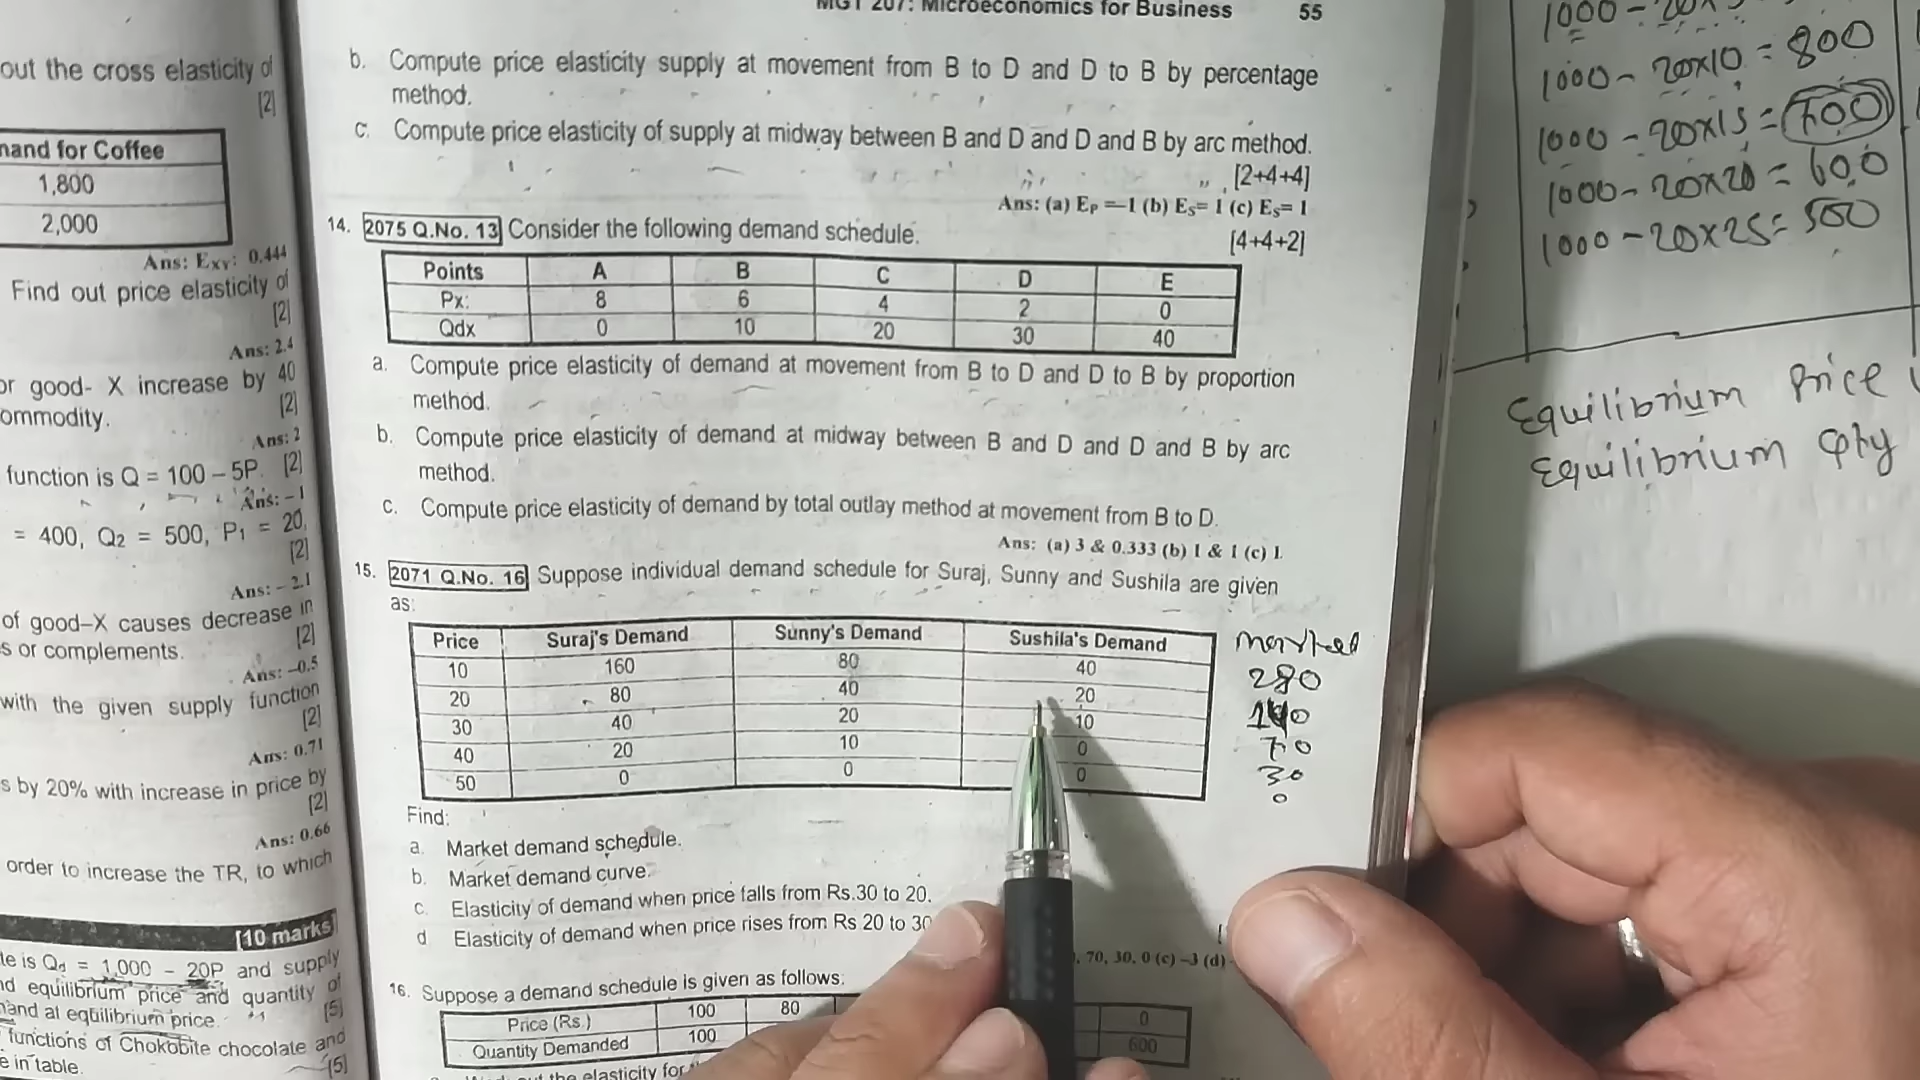 MGT 207: Microeconomics for Business 55
b. Compute price elasticity supply at movement from B to D and D to B by percentage
method.
c. Compute price elasticity of supply at midway between B and D and D and B by arc method.
[2+4+4]
Ans: (a) EP =–1 (b) ES= 1 (c) ES= 1
14. 2075 Q.No. 13 Consider the following demand schedule. [4+4+2]
Points A B C D E
Px: 8 6 4 2 0
Qdx 0 10 20 30 40
a. Compute price elasticity of demand at movement from B to D and D to B by proportion
method.
b. Compute price elasticity of demand at midway between B and D and D and B by arc
method.
c. Compute price elasticity of demand by total outlay method at movement from B to D.
Ans: (a) 3 & 0.333 (b) 1 & 1 (c) 1.
15. 2071 Q.No. 16 Suppose individual demand schedule for Suraj, Sunny and Sushila are given
as:
Price Suraj's Demand Sunny's Demand Sushila's Demand
10 160 80 40 280
20 80 40 20 140
30 40 20 10 70
40 20 10 0 30
50 0 0 0 0
Find:
a. Market demand schedule.
b. Market demand curve.
c. Elasticity of demand when price falls from Rs.30 to 20.
d Elasticity of demand when price rises from Rs 20 to 30
, 70, 30, 0 (c) –3 (d)
16. Suppose a demand schedule is given as follows:
Price (Rs.) 100 80 0
Quantity Demanded 100 600
the elasticity for
out the cross elasticity of
[2]
mand for Coffee
1,800
2,000
Ans: EXY: 0.444
Find out price elasticity of
[2]
Ans: 2.4
or good- X increase by 40
ommodity. [2]
Ans: 2
function is Q = 100 – 5P. [2]
Ans: – 1
= 400, Q2 = 500, P1 = 20,
[2]
Ans: – 2.1
of good–X causes decrease in
s or complements. [2]
Ans: –0.5
with the given supply function
[2]
Ans: 0.71
s by 20% with increase in price by
[2]
Ans: 0.66
order to increase the TR, to which
[10 marks
le is Qd = 1,000 – 20P and supply
nd equilibrium price and quantity of
mand at equilibrium price. [5]
functions of Chokobite chocolate and
e in table. [5]
1000 - 20x
1000 - 20x10 = 800
1000 - 20x15 = 700
1000 - 20x20 = 600
1000 - 20x25 = 500
Equilibrium Price
Equilibrium Qty